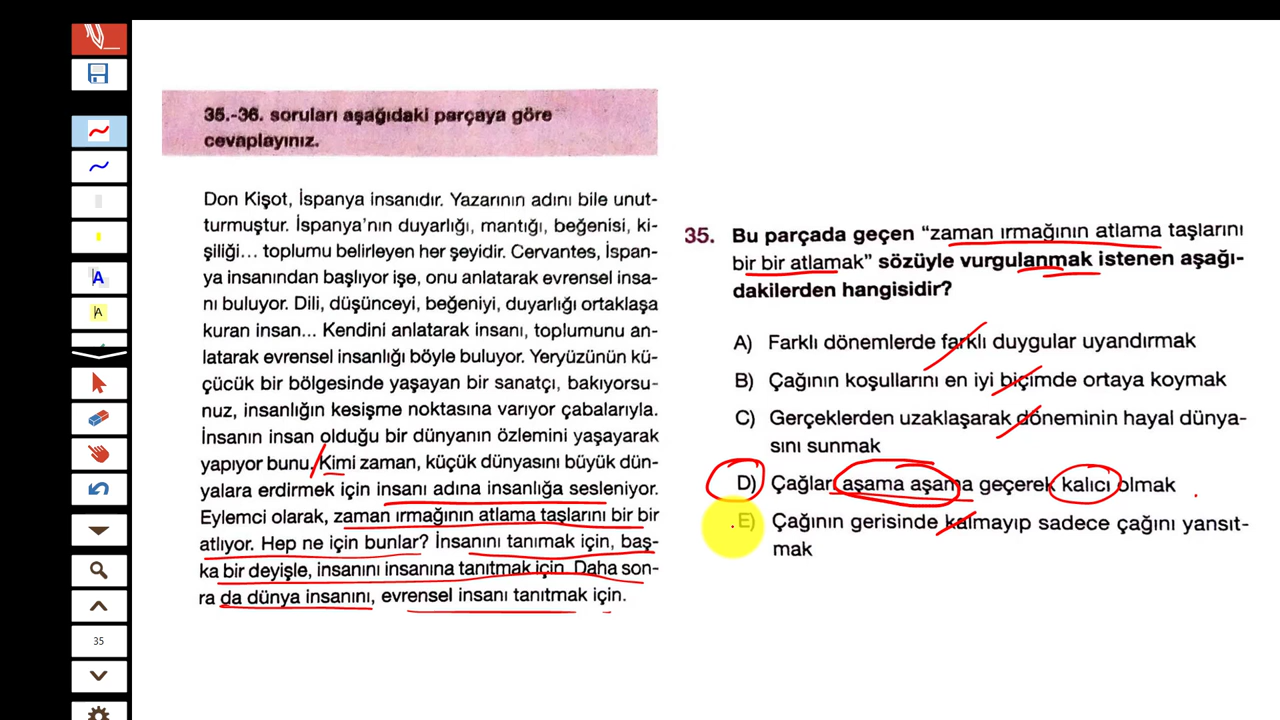 35.-36. soruları aşağıdaki parçaya göre
cevaplayınız.
Don Kişot, İspanya insanıdır. Yazarının adını bile unut-
turmuştur. İspanya'nın duyarlığı, mantığı, beğenisi, ki-
şiliği... toplumu belirleyen her şeyidir. Cervantes, İspan-
ya insanından başlıyor işe, onu anlatarak evrensel insa-
nı buluyor. Dili, düşünceyi, beğeniyi, duyarlığı ortaklaşa
kuran insan... Kendini anlatarak insanı, toplumunu an-
latarak evrensel insanlığı böyle buluyor. Yeryüzünün kü-
çücük bir bölgesinde yaşayan bir sanatçı, bakıyorsu-
nuz, insanlığın kesişme noktasına varıyor çabalarıyla.
İnsanın insan olduğu bir dünyanın özlemini yaşayarak
yapıyor bunu. Kimi zaman, küçük dünyasını büyük dün-
yalara erdirmek için insanı adına insanlığa sesleniyor.
Eylemci olarak, zaman ırmağının atlama taşlarını bir bir
atlıyor. Hep ne için bunlar? İnsanını tanımak için, baş-
ka bir deyişle, insanını insanına tanıtmak için. Daha son-
ra da dünya insanını, evrensel insanı tanıtmak için.
35. Bu parçada geçen "zaman ırmağının atlama taşlarını
bir bir atlamak" sözüyle vurgulanmak istenen aşağı-
dakilerden hangisidir?
A) Farklı dönemlerde farklı duygular uyandırmak
B) Çağının koşullarını en iyi biçimde ortaya koymak
C) Gerçeklerden uzaklaşarak döneminin hayal dünya-
sını sunmak
D) Çağlar aşama aşama geçerek kalıcı olmak
E) Çağının gerisinde kalmayıp sadece çağını yansıt-
mak
A
A
35